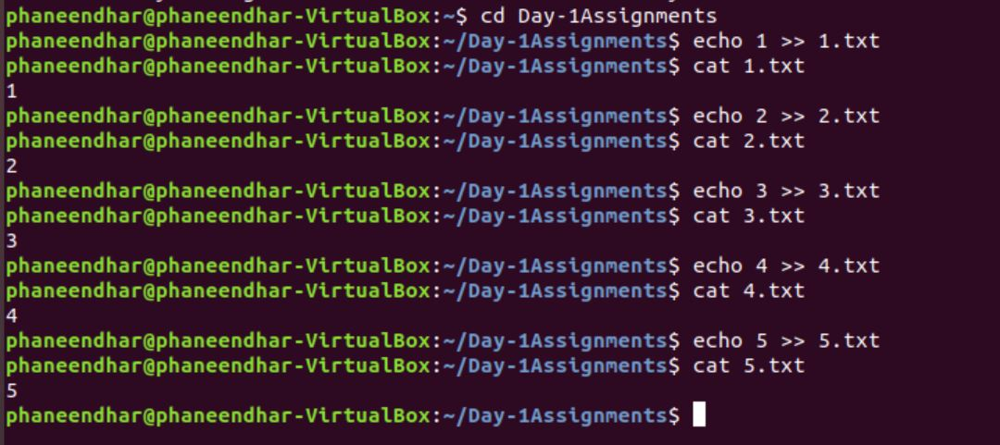 phaneendhar@phaneendhar-VirtualBox:~$ cd Day-1Assignments
phaneendhar@phaneendhar-VirtualBox:~/Day-1Assignments$ echo 1 >> 1.txt
phaneendhar@phaneendhar-VirtualBox:~/Day-1Assignments$ cat 1.txt
1
phaneendhar@phaneendhar-VirtualBox:~/Day-1Assignments$ echo 2 >> 2.txt
phaneendhar@phaneendhar-VirtualBox:~/Day-1Assignments$ cat 2.txt
2
phaneendhar@phaneendhar-VirtualBox:~/Day-1Assignments$ echo 3 >> 3.txt
phaneendhar@phaneendhar-VirtualBox:~/Day-1Assignments$ cat 3.txt
3
phaneendhar@phaneendhar-VirtualBox:~/Day-1Assignments$ echo 4 >> 4.txt
phaneendhar@phaneendhar-VirtualBox:~/Day-1Assignments$ cat 4.txt
4
phaneendhar@phaneendhar-VirtualBox:~/Day-1Assignments$ echo 5 >> 5.txt
phaneendhar@phaneendhar-VirtualBox:~/Day-1Assignments$ cat 5.txt
5
phaneendhar@phaneendhar-VirtualBox:~/Day-1Assignments$